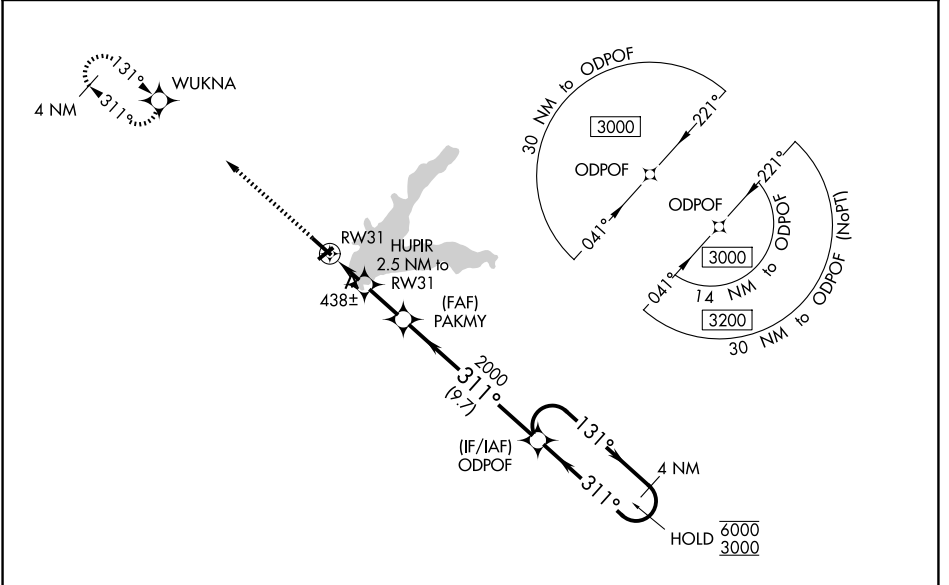 WUKNA
131°
311°
4 NM
30 NM to ODPOF
3000
221°
ODPOF
041°
221°
ODPOF
3000
041°
14 NM to ODPOF
3200
30 NM to ODPOF (NoPT)
RW31
HUPIR
2.5 NM to
RW31
438±
(FAF)
PAKMY
2000
311°
(9.7)
(IF/IAF)
ODPOF
131°
311°
4 NM
HOLD 6000
3000